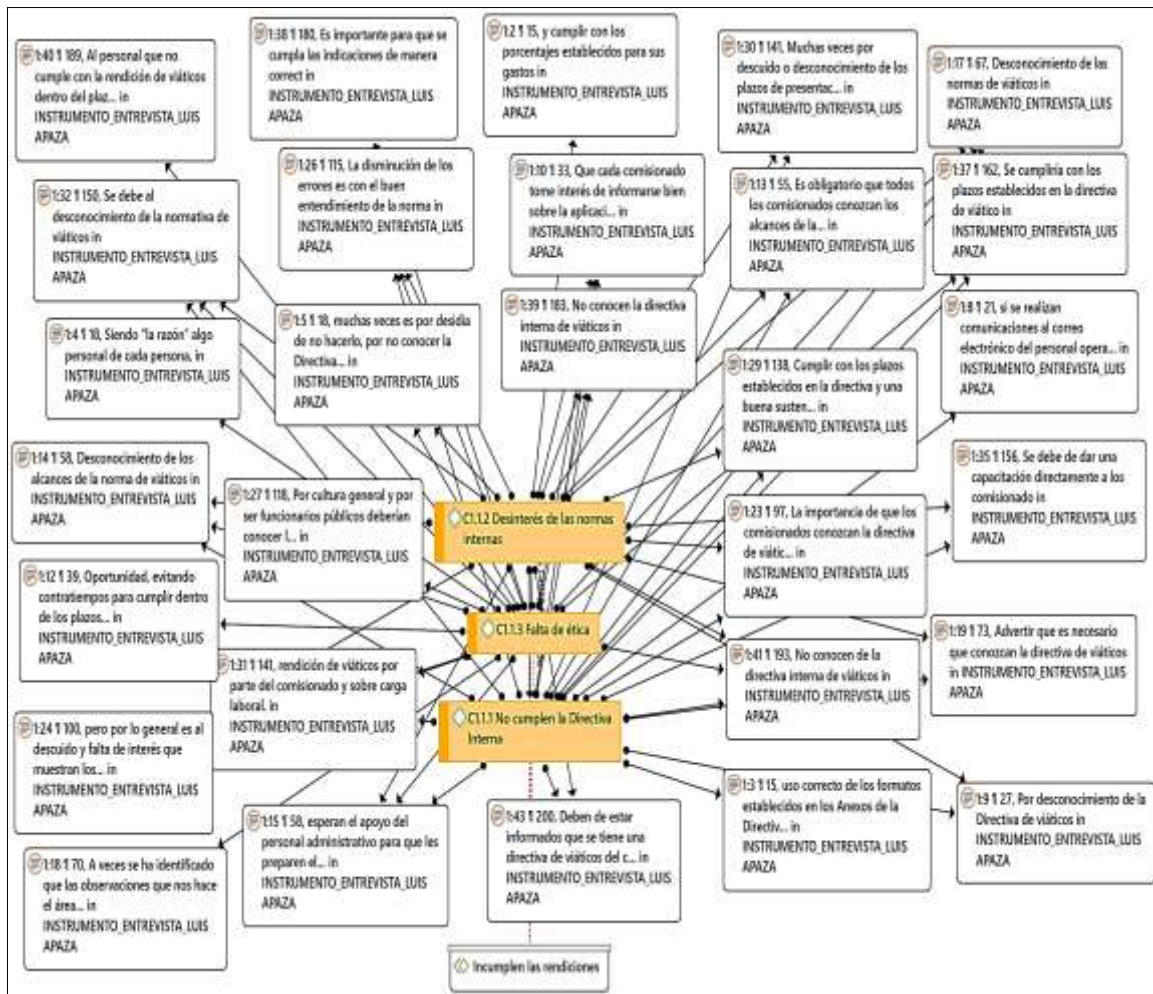 1:40 ¶ 189, Al personal que no
cumple con la rendición de viáticos
dentro del plaz... in
INSTRUMENTO_ENTREVISTA_LUIS
APAZA
1:38 ¶ 180, Es importante para que se
cumpla las indicaciones de manera
correct in
INSTRUMENTO_ENTREVISTA_LUIS
APAZA
1:2 ¶ 15, y cumplir con los
porcentajes establecidos para sus
gastos in
INSTRUMENTO_ENTREVISTA_LUIS
APAZA
1:30 ¶ 141, Muchas veces por
descuido o desconocimiento de los
plazos de presentac... in
INSTRUMENTO_ENTREVISTA_LUIS
APAZA
1:17 ¶ 67, Desconocimiento de las
normas de viáticos in
INSTRUMENTO_ENTREVISTA_LUIS
APAZA
1:32 ¶ 150, Se debe al
desconocimiento de la normativa de
viáticos in
INSTRUMENTO_ENTREVISTA_LUIS
APAZA
1:26 ¶ 115, La disminución de los
errores es con el buen
entendimiento de la norma in
INSTRUMENTO_ENTREVISTA_LUIS
APAZA
1:10 ¶ 33, Que cada comisionado
tome interés de informarse bien
sobre la aplicaci... in
INSTRUMENTO_ENTREVISTA_LUIS
APAZA
1:13 ¶ 55, Es obligatorio que todos
los comisionados conozcan los
alcances de la... in
INSTRUMENTO_ENTREVISTA_LUIS
APAZA
1:37 ¶ 162, Se cumpliría con los
plazos establecidos en la directiva
de viático in
INSTRUMENTO_ENTREVISTA_LUIS
APAZA
1:4 ¶ 18, Siendo "la razón" algo
personal de cada persona, in
INSTRUMENTO_ENTREVISTA_LUIS
APAZA
1:5 ¶ 18, muchas veces es por desidia
de no hacerlo, por no conocer la
Directiva... in
INSTRUMENTO_ENTREVISTA_LUIS
APAZA
1:39 ¶ 183, No conocen la directiva
interna de viáticos in
INSTRUMENTO_ENTREVISTA_LUIS
APAZA
1:29 ¶ 138, Cumplir con los plazos
establecidos en la directiva y una
buena susten... in
INSTRUMENTO_ENTREVISTA_LUIS
APAZA
1:8 ¶ 21, si se realizan
comunicaciones al correo
electrónico del personal opera... in
INSTRUMENTO_ENTREVISTA_LUIS
APAZA
1:14 ¶ 58, Desconocimiento de los
alcances de la norma de viáticos in
INSTRUMENTO_ENTREVISTA_LUIS
APAZA
1:27 ¶ 118, Por cultura general y por
ser funcionarios públicos deberían
conocer l... in
INSTRUMENTO_ENTREVISTA_LUIS
APAZA
C1.1.2 Desinterés de las normas
internas
1:23 ¶ 97, La importancia de que los
comisionados conozcan la directiva
de viátic... in
INSTRUMENTO_ENTREVISTA_LUIS
APAZA
1:35 ¶ 156, Se debe de dar una
capacitación directamente a los
comisionado in
INSTRUMENTO_ENTREVISTA_LUIS
APAZA
1:12 ¶ 39, Oportunidad, evitando
contratiempos para cumplir dentro
de los plazos... in
INSTRUMENTO_ENTREVISTA_LUIS
APAZA
C1.1.3 Falta de ética
1:31 ¶ 141, rendición de viáticos por
parte del comisionado y sobre carga
laboral. in
INSTRUMENTO_ENTREVISTA_LUIS
APAZA
1:41 ¶ 193, No conocen de la
directiva interna de viáticos in
INSTRUMENTO_ENTREVISTA_LUIS
APAZA
1:19 ¶ 73, Advertir que es necesario
que conozcan la directiva de viáticos
in INSTRUMENTO_ENTREVISTA_LUIS
APAZA
1:24 ¶ 100, pero por lo general es al
descuido y falta de interés que
muestran los... in
INSTRUMENTO_ENTREVISTA_LUIS
APAZA
C1.1.1 No cumplen la Directiva
Interna
1:15 ¶ 58, esperan el apoyo del
personal administrativo para que les
preparen el... in
INSTRUMENTO_ENTREVISTA_LUIS
APAZA
1:43 ¶ 200, Deben de estar
informados que se tiene una
directiva de viáticos del c... in
INSTRUMENTO_ENTREVISTA_LUIS
APAZA
1:3 ¶ 15, uso correcto de los formatos
establecidos en los Anexos de la
Directiv... in
INSTRUMENTO_ENTREVISTA_LUIS
APAZA
1:9 ¶ 27, Por desconocimiento de la
Directiva de viáticos in
INSTRUMENTO_ENTREVISTA_LUIS
APAZA
1:18 ¶ 70, A veces se ha identificado
que las observaciones que nos hace
el área... in
INSTRUMENTO_ENTREVISTA_LUIS
APAZA
Incumplen las rendiciones